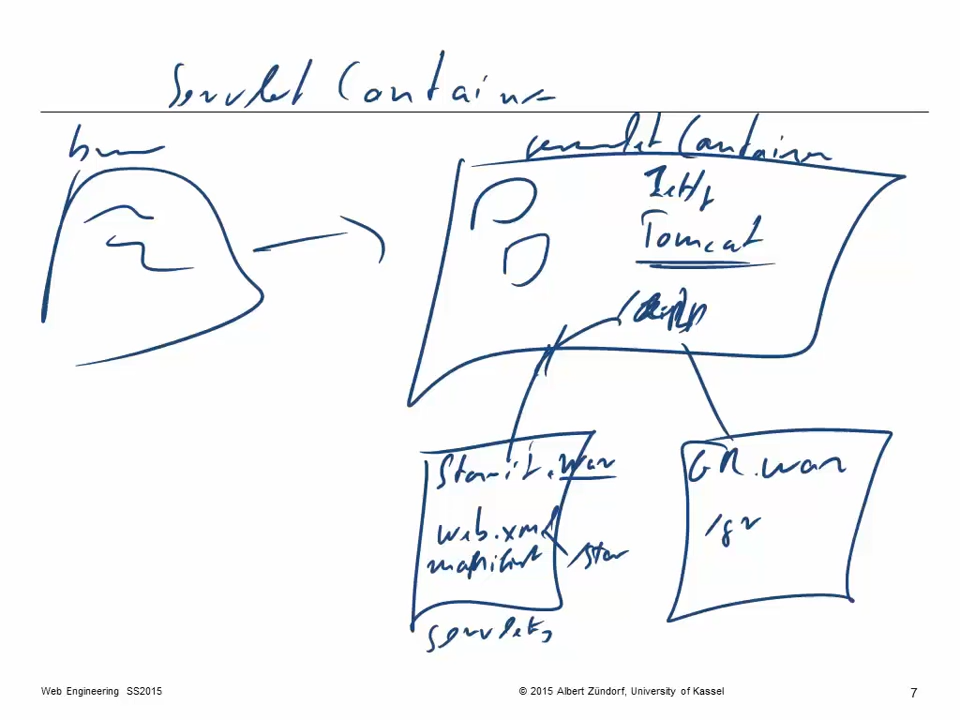 Servlet Container
Servlet Container
Jetty
Tomcat
Stamit.war
web.xml
manifest
/star
servlets
GR.war
/gr
Web Engineering SS2015
© 2015 Albert Zündorf, University of Kassel
7